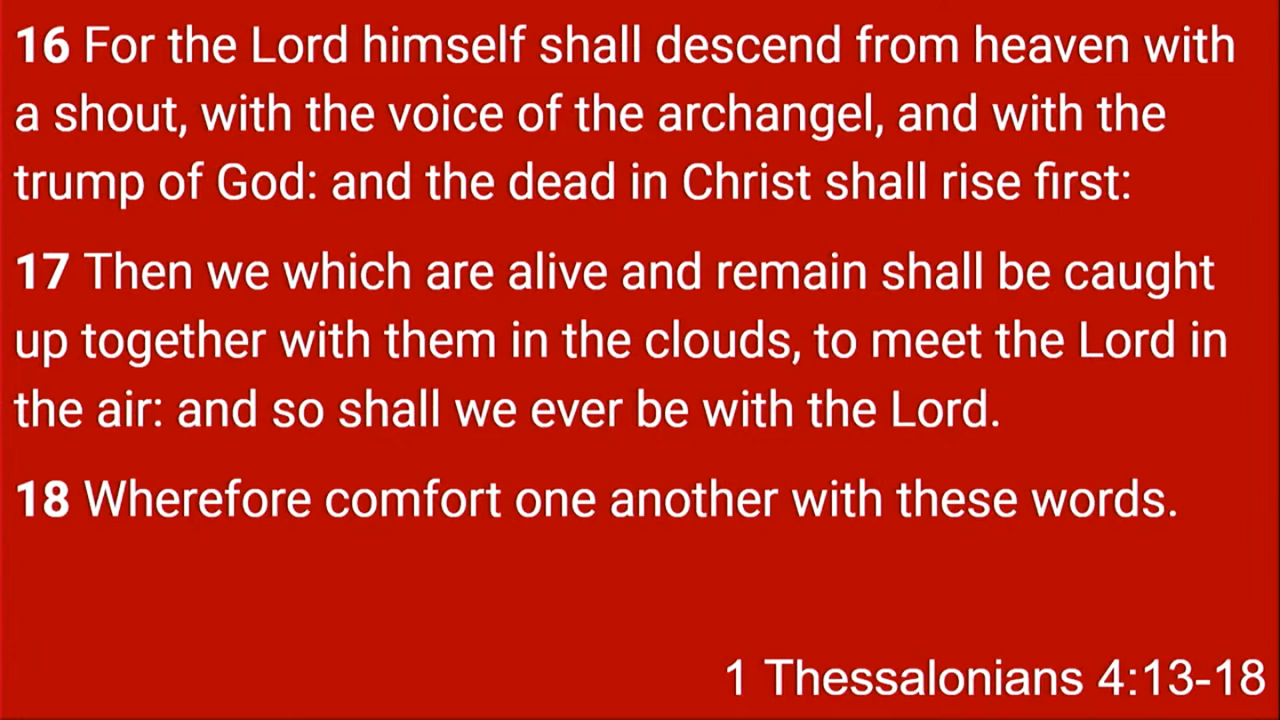 16 For the Lord himself shall descend from heaven with
a shout, with the voice of the archangel, and with the
trump of God: and the dead in Christ shall rise first:
17 Then we which are alive and remain shall be caught
up together with them in the clouds, to meet the Lord in
the air: and so shall we ever be with the Lord.
18 Wherefore comfort one another with these words.
1 Thessalonians 4:13-18